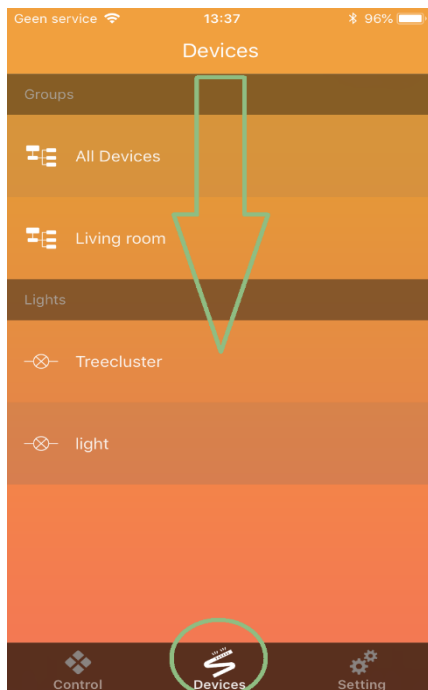 Geen service 13:37 96%
Devices
Groups
All Devices
Living room
Lights
Treecluster
light
Control Devices Setting